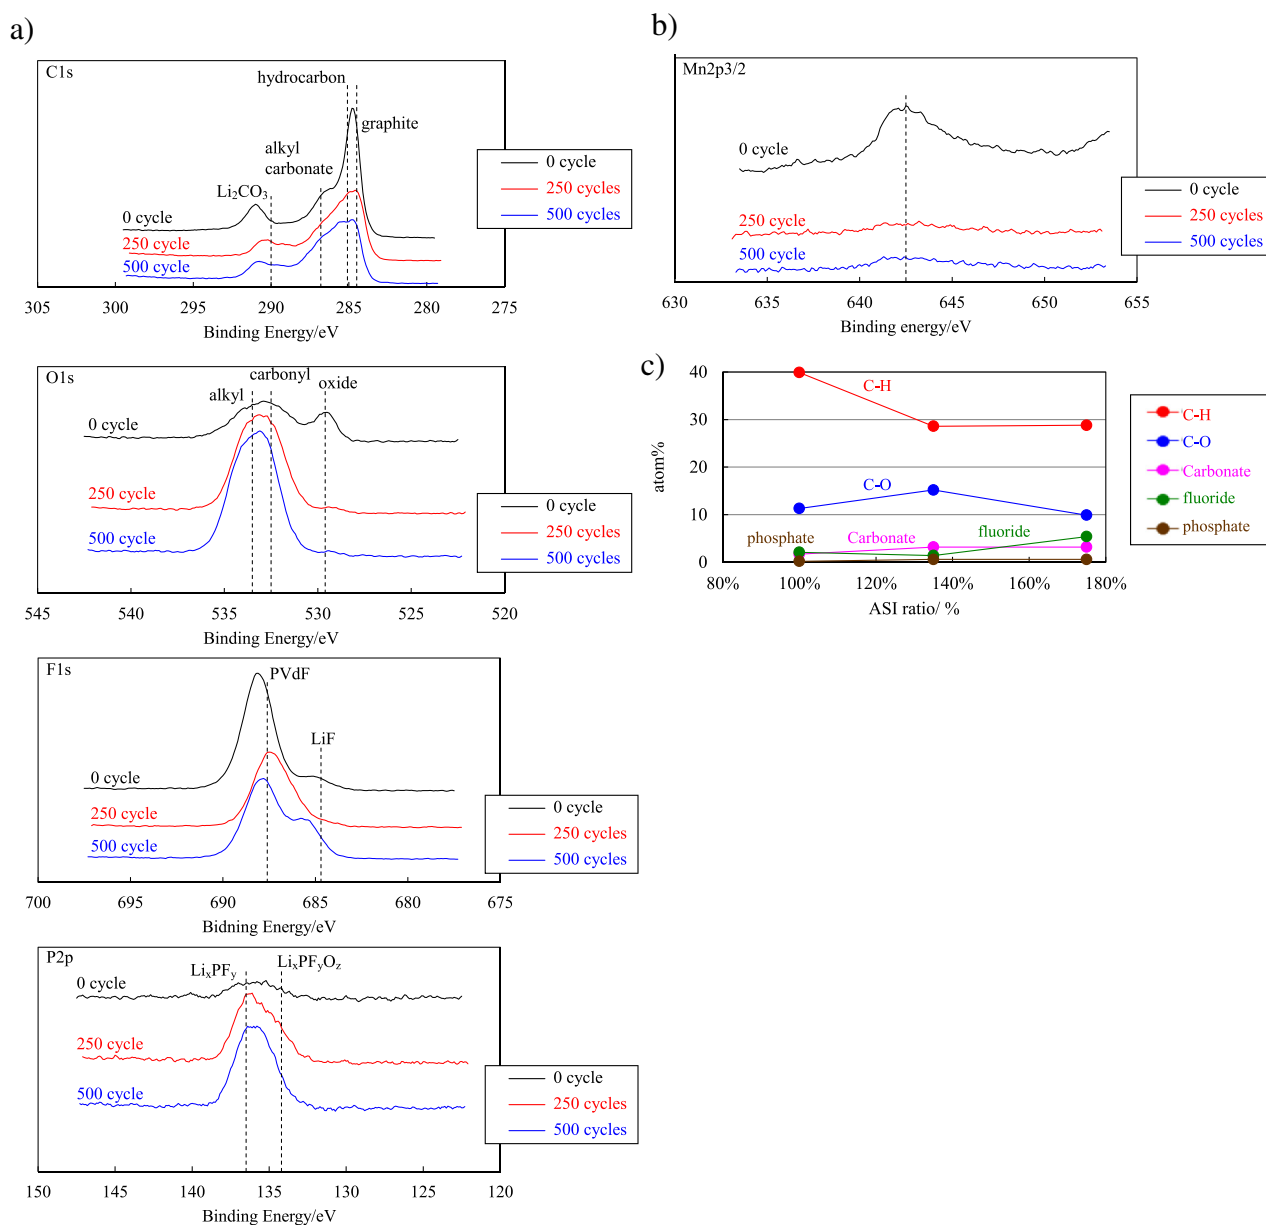 a)
C1s
hydrocarbon
graphite
alkyl
carbonate
Li₂CO₃
0 cycle
250 cycle
500 cycle
0 cycle
250 cycles
500 cycles
305 300 295 290 285 280 275
Binding Energy/eV
O1s
alkyl
carbonyl
oxide
0 cycle
250 cycle
500 cycle
0 cycle
250 cycles
500 cycles
545 540 535 530 525 520
Binding Energy/eV
F1s
PVdF
LiF
0 cycle
250 cycle
500 cycle
0 cycle
250 cycles
500 cycles
700 695 690 685 680 675
Bidning Energy/eV
P2p
LiₓPFᵧ
LiₓPFᵧO_z
0 cycle
250 cycle
500 cycle
0 cycle
250 cycles
500 cycles
150 145 140 135 130 125 120
Binding Energy/eV
b)
Mn2p3/2
0 cycle
250 cycle
500 cycle
0 cycle
250 cycles
500 cycles
630 635 640 645 650 655
Binding energy/eV
c)
40
30
20
10
0
atom%
C-H
C-O
phosphate
Carbonate
fluoride
80% 100% 120% 140% 160% 180%
ASI ratio/ %
C-H
C-O
Carbonate
fluoride
phosphate